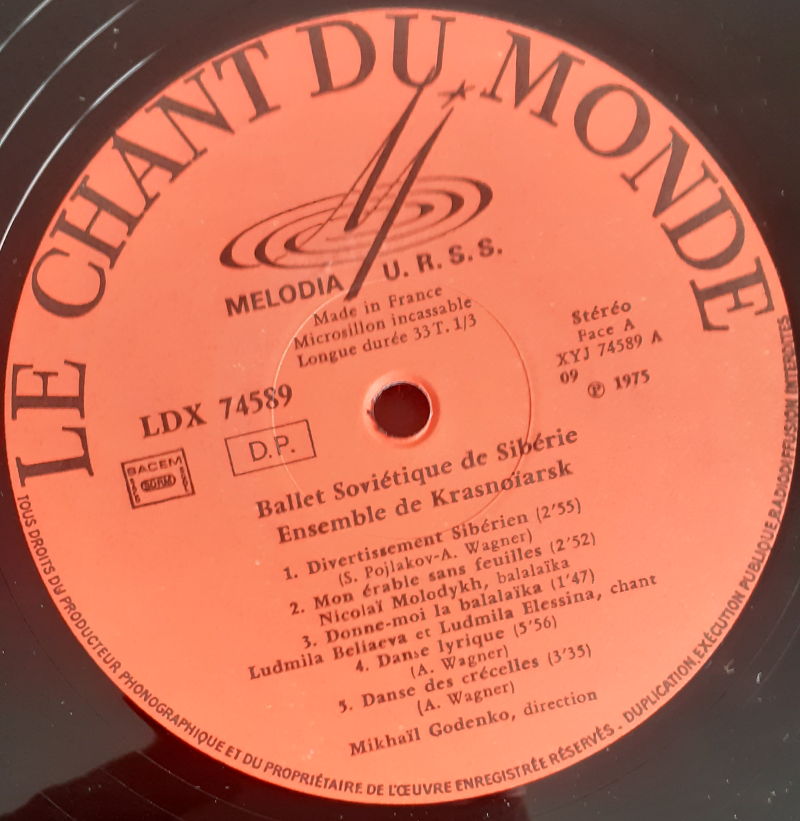 LE CHANT DU MONDE
MELODIA U.R.S.S.
Made in France
Microsillon incassable
Longue durée 33 T. 1/3
Stéréo
Face A
XYJ 74589 A
09 ℗ 1975
LDX 74589
SACEM
D.P.
Ballet Soviétique de Sibérie
Ensemble de Krasnoïarsk
1. Divertissement Sibérien (2'55)
(S. Pojlakov-A. Wagner)
2. Mon érable sans feuilles (2'52)
Nicolaï Molodykh, balalaïka
3. Donne-moi la balalaïka (1'47)
Ludmila Beliaeva et Ludmila Elessina, chant
4. Danse lyrique (5'56)
(A. Wagner)
5. Danse des crécelles (3'35)
(A. Wagner)
Mikhaïl Godenko, direction
TOUS DROITS DU PRODUCTEUR PHONOGRAPHIQUE ET DU PROPRIÉTAIRE DE L'ŒUVRE ENREGISTRÉE RÉSERVÉS. DUPLICATION EXÉCUTION PUBLIQUE RADIODIFFUSION INTERDITES